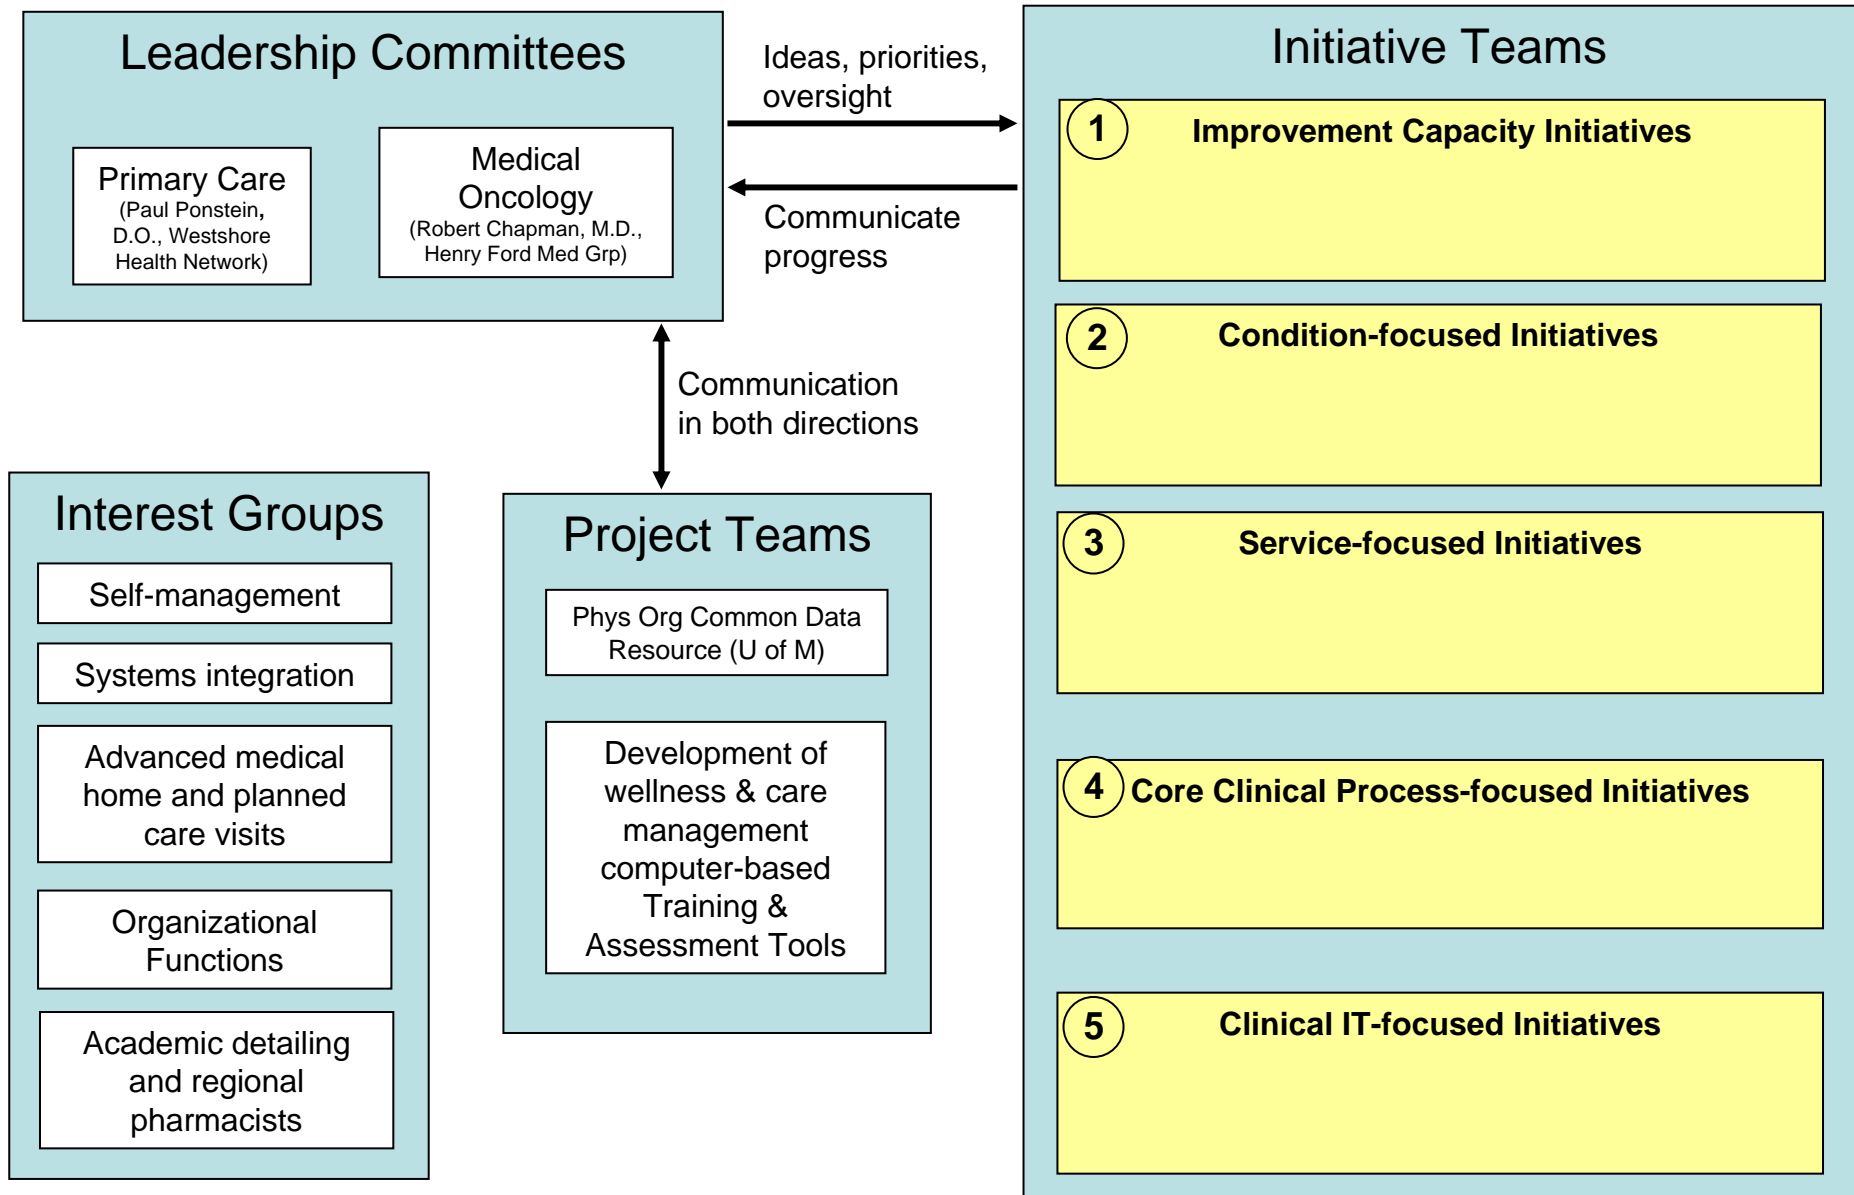 Leadership Committees
Primary Care
(Paul Ponstein,
D.O., Westshore
Health Network)
Medical
Oncology
(Robert Chapman, M.D.,
Henry Ford Med Grp)
Ideas, priorities,
oversight
Communicate
progress
Communication
in both directions
Interest Groups
Self-management
Systems integration
Advanced medical
home and planned
care visits
Organizational
Functions
Academic detailing
and regional
pharmacists
Project Teams
Phys Org Common Data
Resource (U of M)
Development of
wellness & care
management
computer-based
Training &
Assessment Tools
Initiative Teams
1 Improvement Capacity Initiatives
2 Condition-focused Initiatives
3 Service-focused Initiatives
4 Core Clinical Process-focused Initiatives
5 Clinical IT-focused Initiatives